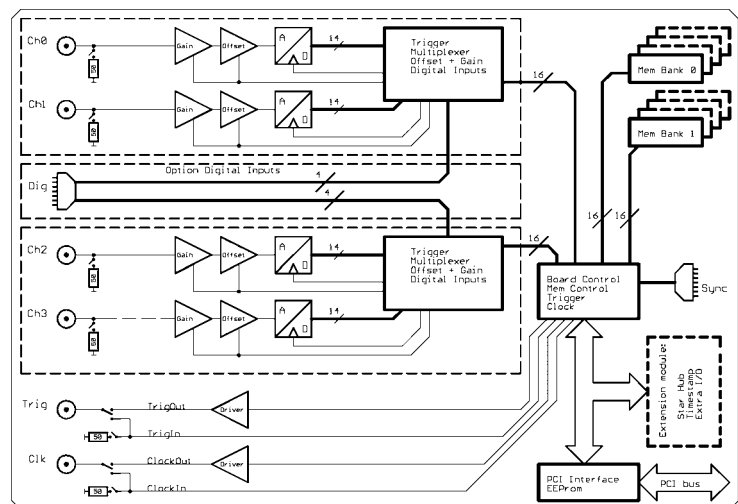 Ch0
50
Gain
Offset
A
D
14
Trigger
Multiplexer
Offset + Gain
Digital Inputs
16
Mem Bank 0
Ch1
50
Gain
Offset
A
D
14
Mem Bank 1
Option Digital Inputs
Dig
4
4
16
16
Ch2
50
Gain
Offset
A
D
14
Trigger
Multiplexer
Offset + Gain
Digital Inputs
16
Board Control
Mem Control
Trigger
Clock
Sync
Ch3
50
Gain
Offset
A
D
14
Extension module:
Star Hub
Timestamp
Extra I/O
Trig
TrigOut
Driver
50
TrigIn
Clk
ClockOut
Driver
50
ClockIn
PCI Interface
EEProm
PCI bus